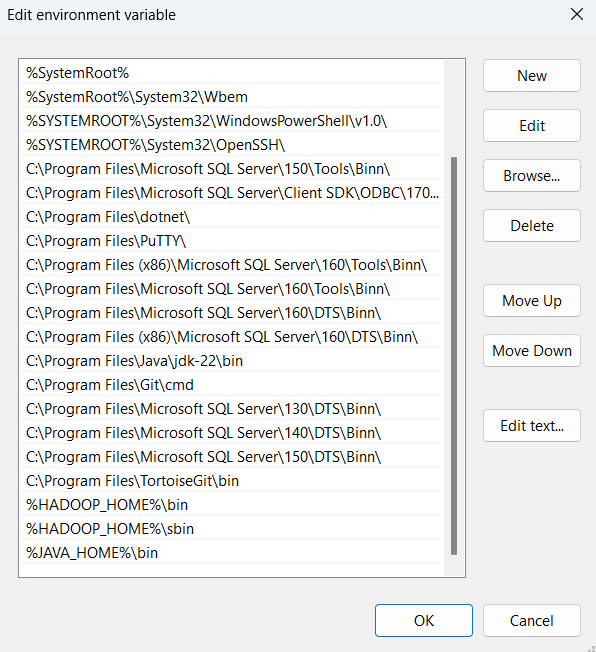 Edit environment variable
%SystemRoot%
%SystemRoot%\System32\Wbem
%SYSTEMROOT%\System32\WindowsPowerShell\v1.0\
%SYSTEMROOT%\System32\OpenSSH\
C:\Program Files\Microsoft SQL Server\150\Tools\Binn\
C:\Program Files\Microsoft SQL Server\Client SDK\ODBC\170...
C:\Program Files\dotnet\
C:\Program Files\PuTTY\
C:\Program Files (x86)\Microsoft SQL Server\160\Tools\Binn\
C:\Program Files\Microsoft SQL Server\160\Tools\Binn\
C:\Program Files\Microsoft SQL Server\160\DTS\Binn\
C:\Program Files (x86)\Microsoft SQL Server\160\DTS\Binn\
C:\Program Files\Java\jdk-22\bin
C:\Program Files\Git\cmd
C:\Program Files\Microsoft SQL Server\130\DTS\Binn\
C:\Program Files\Microsoft SQL Server\140\DTS\Binn\
C:\Program Files\Microsoft SQL Server\150\DTS\Binn\
C:\Program Files\TortoiseGit\bin
%HADOOP_HOME%\bin
%HADOOP_HOME%\sbin
%JAVA_HOME%\bin
New
Edit
Browse...
Delete
Move Up
Move Down
Edit text...
OK
Cancel